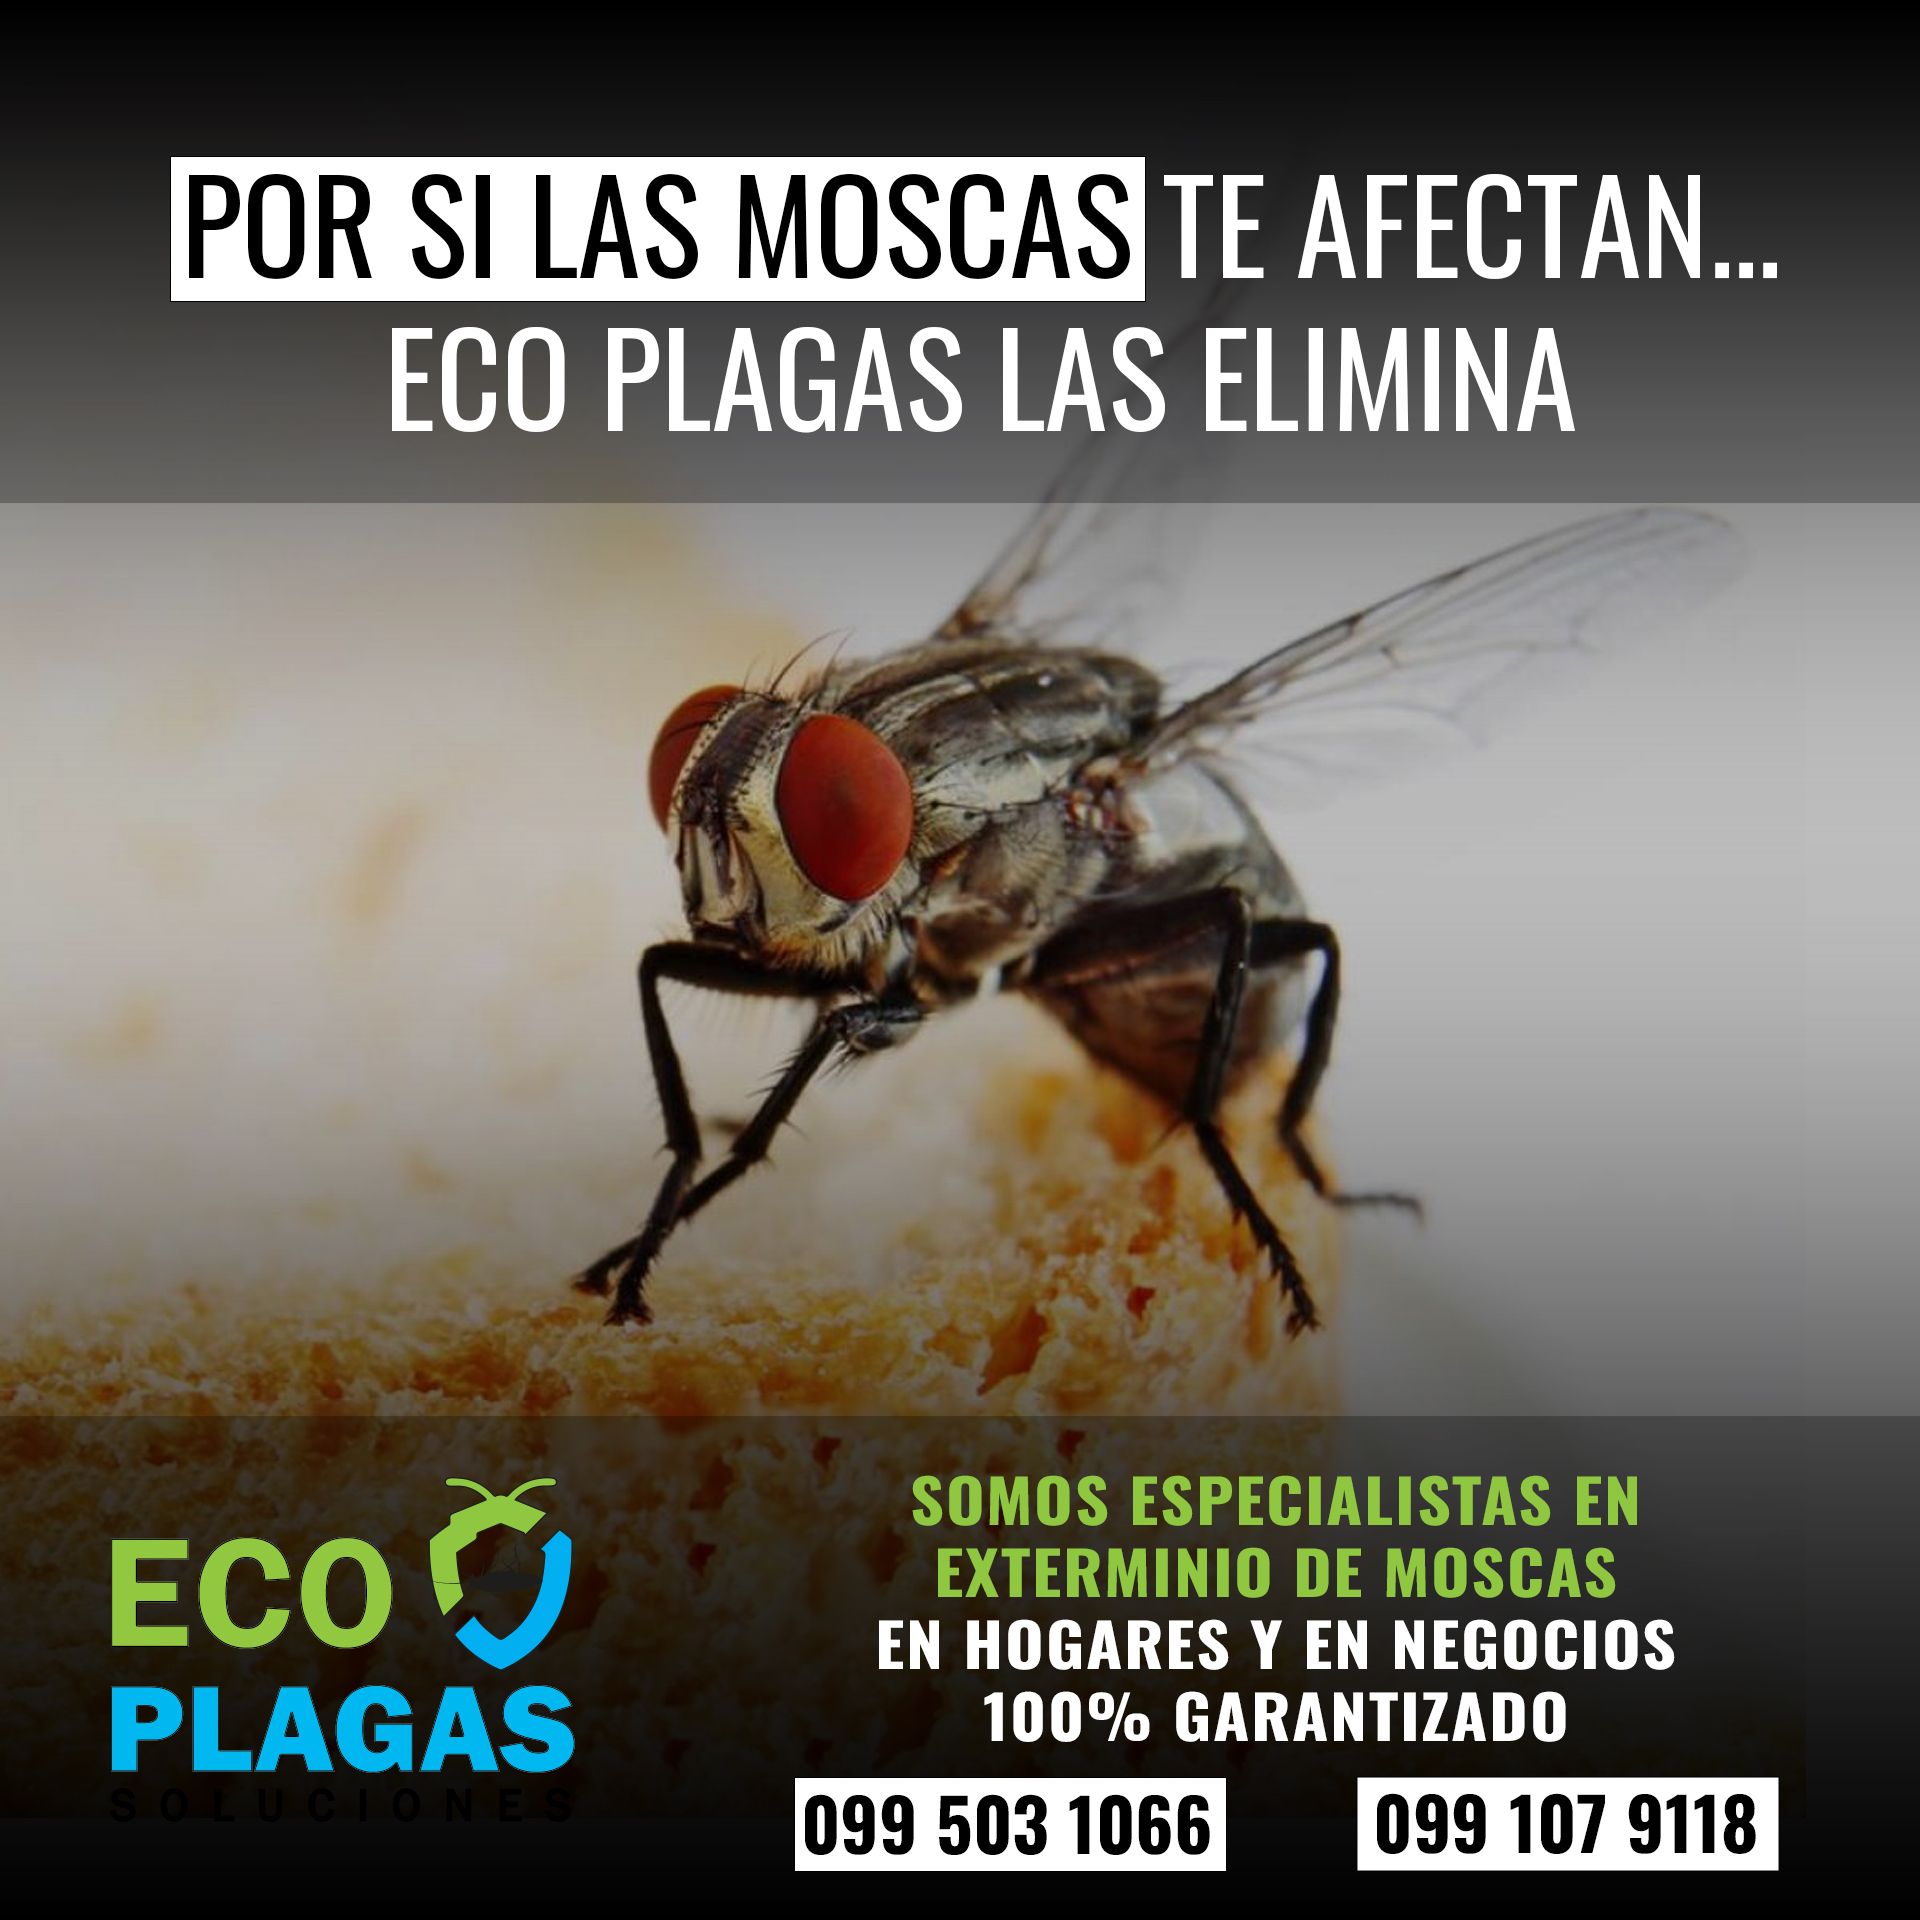 POR SI LAS MOSCAS TE AFECTAN...
ECO PLAGAS LAS ELIMINA
ECO
PLAGAS
SOLUCIONES
SOMOS ESPECIALISTAS EN
EXTERMINIO DE MOSCAS
EN HOGARES Y EN NEGOCIOS
100% GARANTIZADO
099 503 1066
099 107 9118